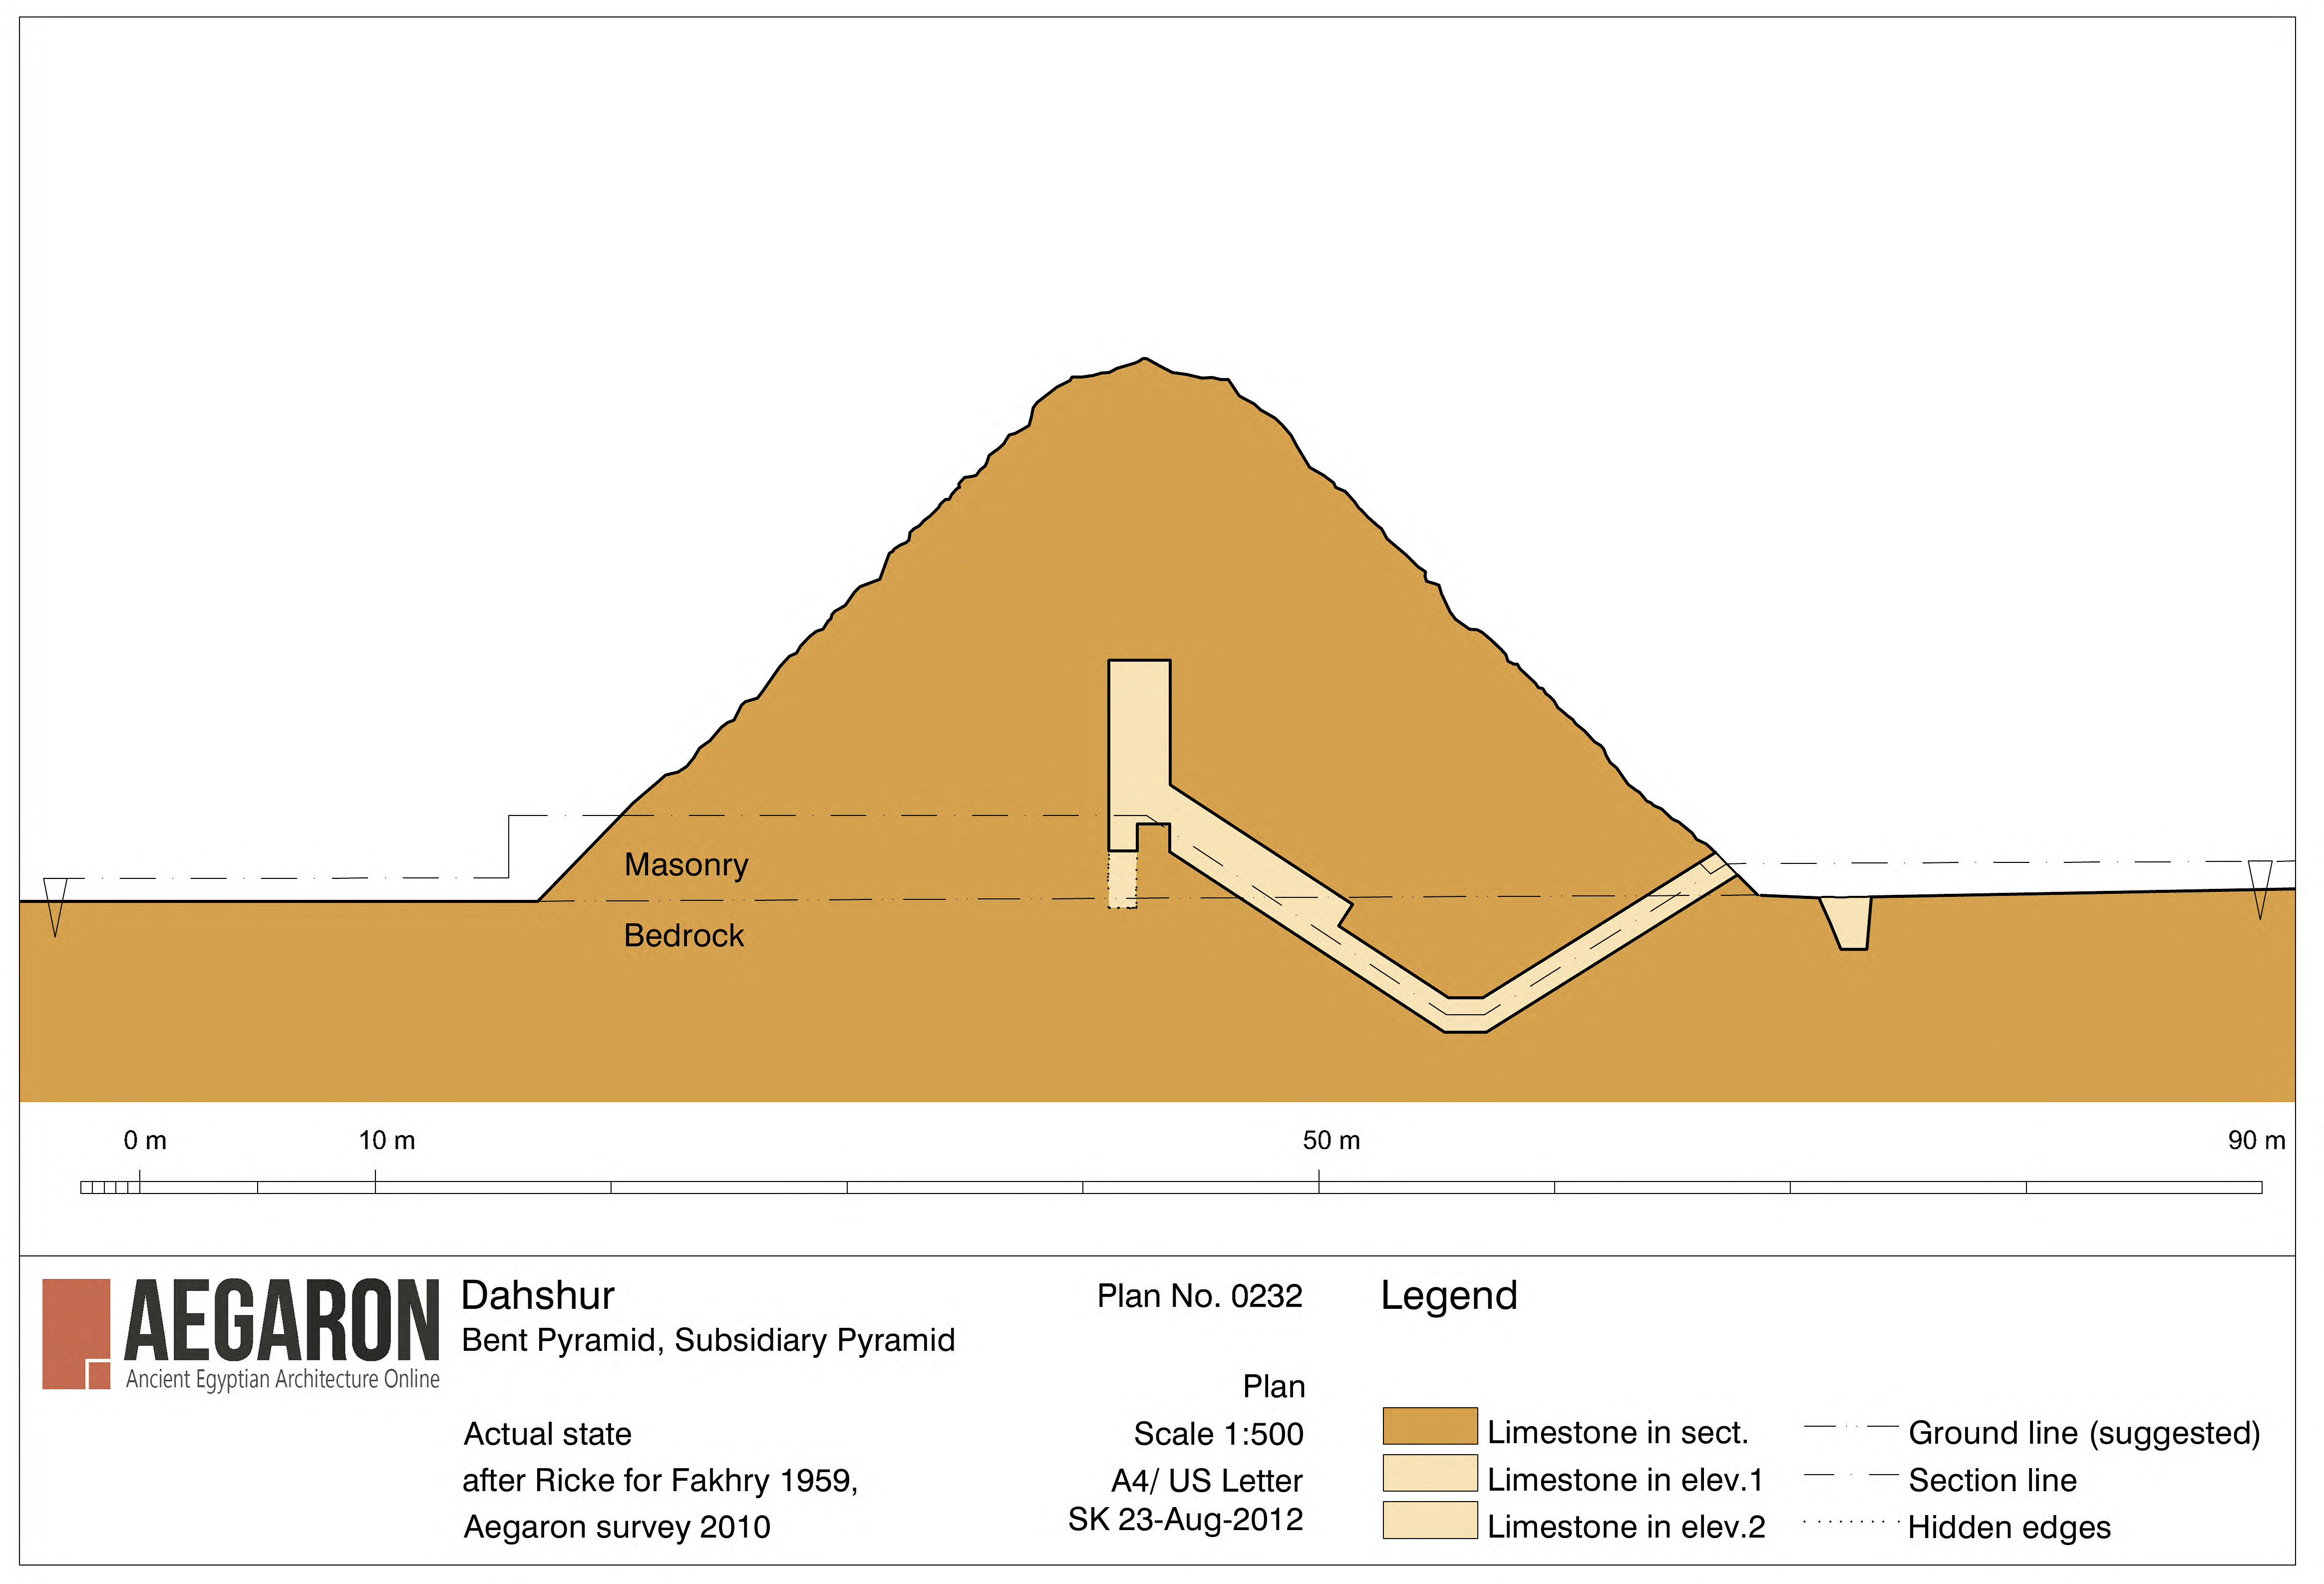 Masonry
Bedrock
0 m
10 m
50 m
90 m
AEGARON
Ancient Egyptian Architecture Online
Dahshur
Bent Pyramid, Subsidiary Pyramid
Actual state
after Ricke for Fakhry 1959,
Aegaron survey 2010
Plan No. 0232
Plan
Scale 1:500
A4/ US Letter
SK 23-Aug-2012
Legend
Limestone in sect.
Limestone in elev.1
Limestone in elev.2
Ground line (suggested)
Section line
Hidden edges